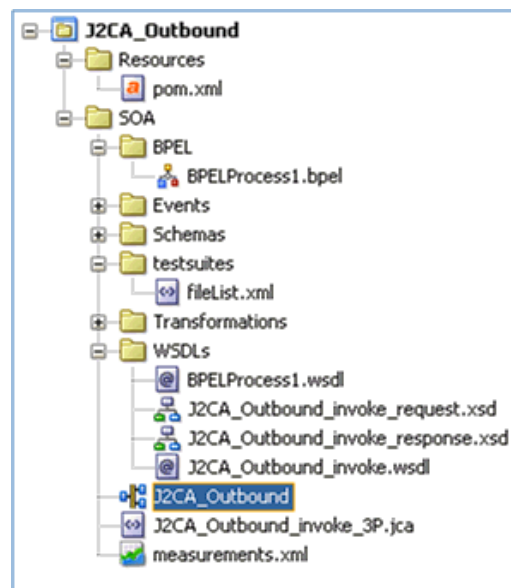 J2CA_Outbound
Resources
pom.xml
SOA
BPEL
BPELProcess1.bpel
Events
Schemas
testsuites
fileList.xml
Transformations
WSDLs
BPELProcess1.wsdl
J2CA_Outbound_invoke_request.xsd
J2CA_Outbound_invoke_response.xsd
J2CA_Outbound_invoke.wsdl
J2CA_Outbound
J2CA_Outbound_invoke_3P.jca
measurements.xml